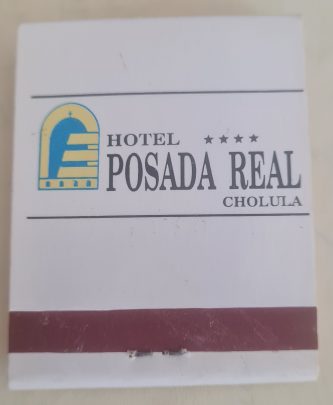 HOTEL ★★★★
POSADA REAL
CHOLULA